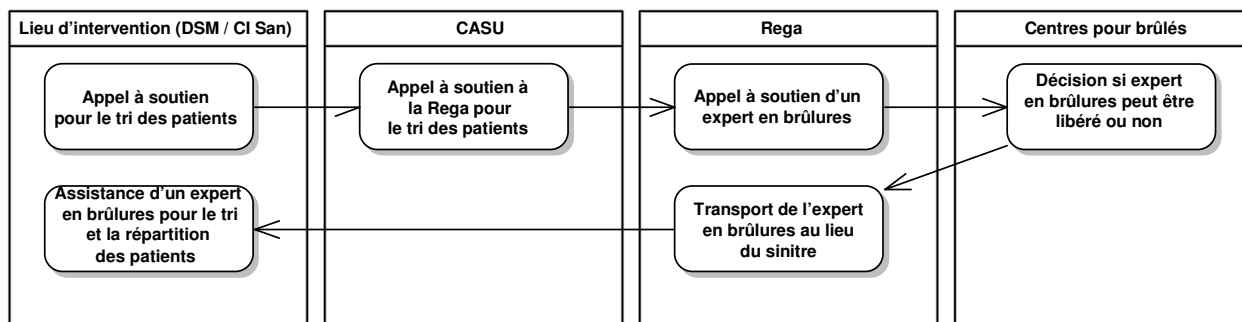 Lieu d'intervention (DSM / CI San)
CASU
Rega
Centres pour brûlés
Appel à soutien
pour le tri des patients
Appel à soutien à
la Rega pour
le tri des patients
Appel à soutien d'un
expert en brûlures
Décision si expert
en brûlures peut être
libéré ou non
Assistance d'un expert
en brûlures pour le tri
et la répartition
des patients
Transport de l'expert
en brûlures au lieu
du sinitre